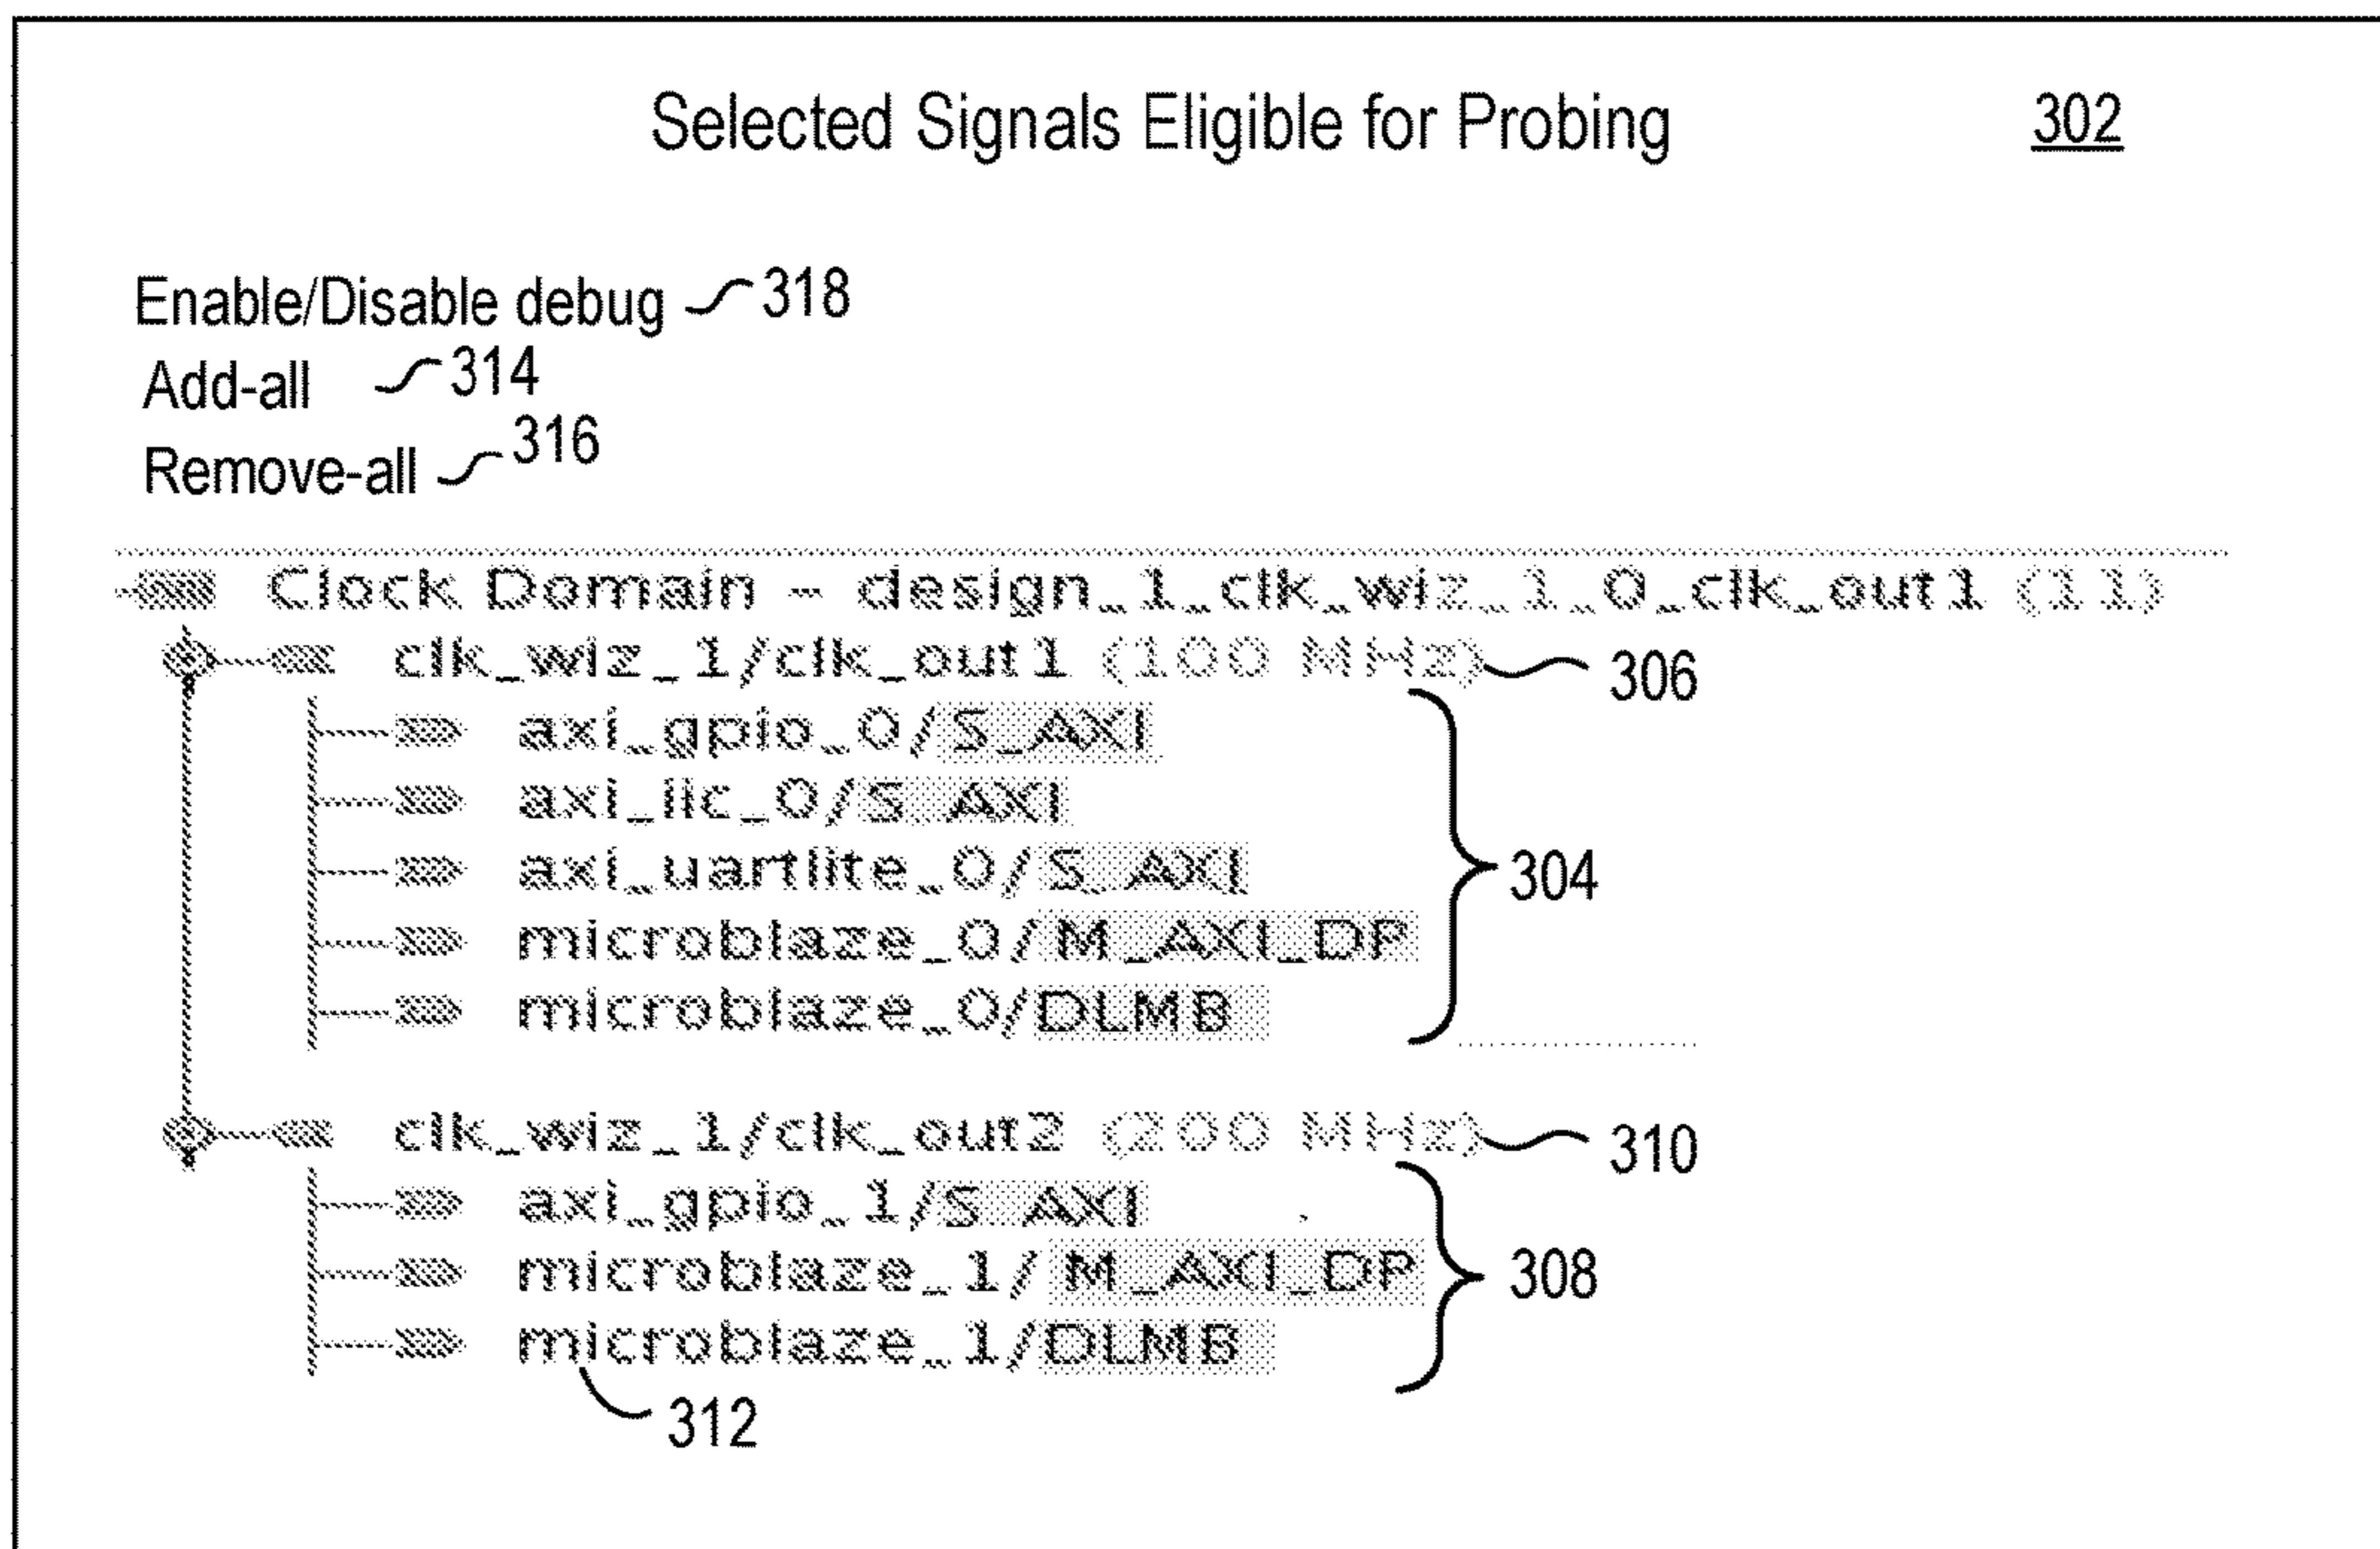 Selected Signals Eligible for Probing 302
Enable/Disable debug 318
Add-all 314
Remove-all 316
Clock Domain - design_1_clk_wiz_1_0_clk_out1 (11)
clk_wiz_1/clk_out1 (100 MHz) 306
axi_gpio_0/S_AXI
axi_iic_0/S_AXI
axi_uartlite_0/S_AXI
304
microblaze_0/M_AXI_DP
microblaze_0/DLMB
clk_wiz_1/clk_out2 (200 MHz) 310
axi_gpio_1/S_AXI
microblaze_1/M_AXI_DP 308
microblaze_1/DLMB
312